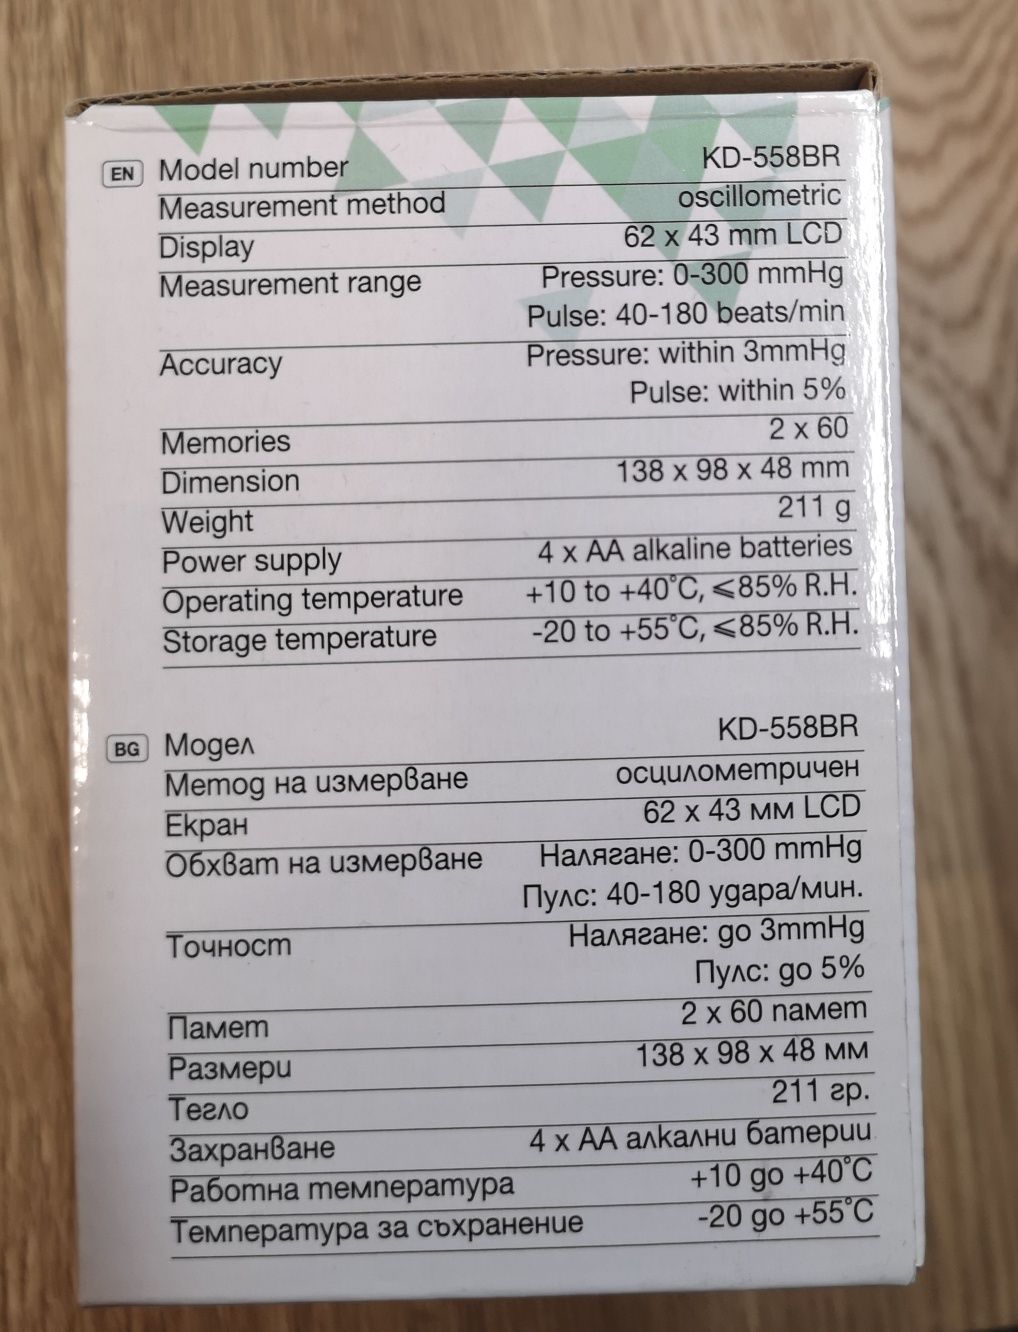 EN Model number KD-558BR
Measurement method oscillometric
Display 62 x 43 mm LCD
Measurement range Pressure: 0-300 mmHg
Pulse: 40-180 beats/min
Accuracy Pressure: within 3mmHg
Pulse: within 5%
Memories 2 x 60
Dimension 138 x 98 x 48 mm
Weight 211 g
Power supply 4 x AA alkaline batteries
Operating temperature +10 to +40°C, ⩽85% R.H.
Storage temperature -20 to +55°C, ⩽85% R.H.
BG Модел KD-558BR
Метод на измерване осцилометричен
Екран 62 x 43 мм LCD
Обхват на измерване Налягане: 0-300 mmHg
Пулс: 40-180 удара/мин.
Точност Налягане: до 3mmHg
Пулс: до 5%
Памет 2 x 60 памет
Размери 138 x 98 x 48 мм
Тегло 211 гр.
Захранване 4 x AA алкални батерии
Работна температура +10 до +40°C
Температура за съхранение -20 до +55°C